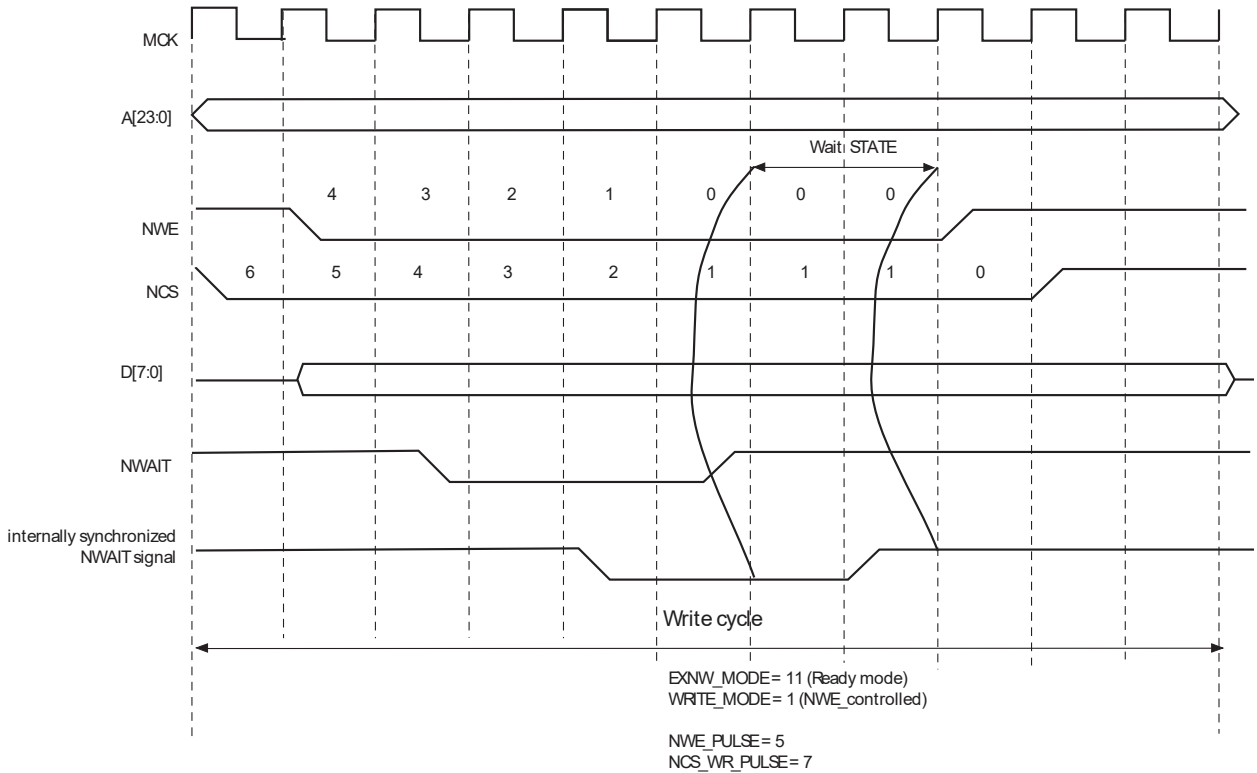 MCK
A[23:0]
Wait STATE
4 3 2 1 0 0 0
NWE
6 5 4 3 2 1 1 1 0
NCS
D[7:0]
NWAIT
internally synchronized
NWAIT signal
Write cycle
EXNW_MODE = 11 (Ready mode)
WRITE_MODE = 1 (NWE_controlled)
NWE_PULSE = 5
NCS_WR_PULSE = 7